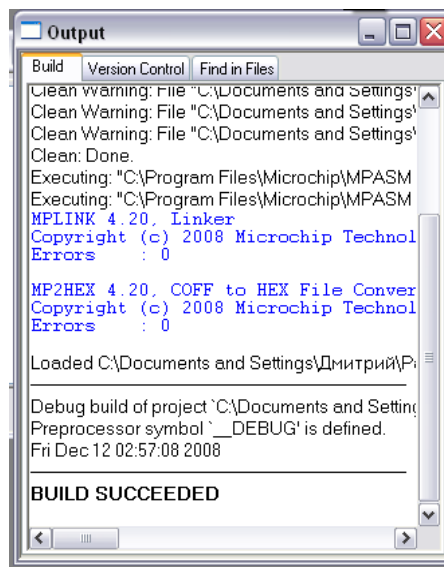 Output
Build Version Control Find in Files
Clean Warning: File "C:\Documents and Settings'
Clean Warning: File "C:\Documents and Settings'
Clean Warning: File "C:\Documents and Settings'
Clean: Done.
Executing: "C:\Program Files\Microchip\MPASM
Executing: "C:\Program Files\Microchip\MPASM
MPLINK 4.20, Linker
Copyright (c) 2008 Microchip Technol
Errors : 0
MP2HEX 4.20, COFF to HEX File Conver
Copyright (c) 2008 Microchip Technol
Errors : 0
Loaded C:\Documents and Settings\Дмитрий\Р
Debug build of project `C:\Documents and Setting
Preprocessor symbol `__DEBUG' is defined.
Fri Dec 12 02:57:08 2008
BUILD SUCCEEDED